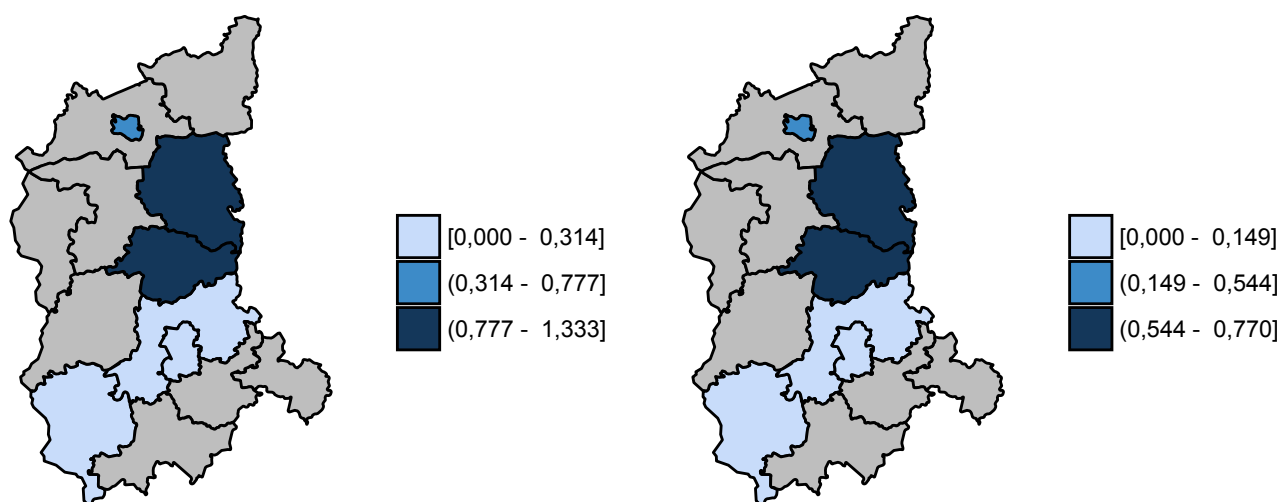 [0,000 - 0,314]
(0,314 - 0,777]
(0,777 - 1,333]
[0,000 - 0,149]
(0,149 - 0,544]
(0,544 - 0,770]